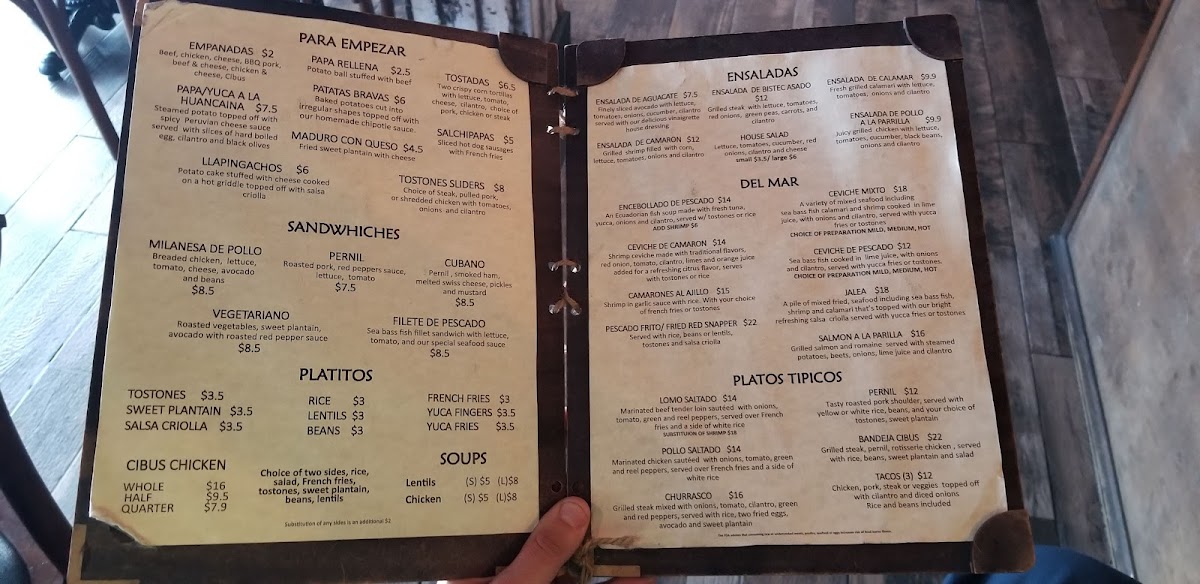 PARA EMPEZAR
EMPANADAS $2
Beef, chicken, cheese, BBQ pork,
beef & cheese, chicken &
cheese, Cibus
PAPA RELLENA $2.5
Potato ball stuffed with beef
TOSTADAS $6.5
Two crispy corn tortillas
with lettuce, tomato,
cheese, cilantro, choice of
pork, chicken or steak
PAPA/YUCA A LA
HUANCAINA $7.5
Steamed potato topped off with
spicy Peruvian cheese sauce
served with slices of hard boiled
egg, cilantro and black olives
PATATAS BRAVAS $6
Baked potatoes cut into
irregular shapes topped off with
our homemade chipotle sauce.
MADURO CON QUESO $4.5
Fried sweet plantain with cheese
SALCHIPAPAS $5
Sliced hot dog sausages
with French fries
LLAPINGACHOS $6
Potato cake stuffed with cheese cooked
on a hot griddle topped off with salsa
criolla
TOSTONES SLIDERS $8
Choice of Steak, pulled pork,
or shredded chicken with tomatoes,
onions and cilantro
SANDWHICHES
MILANESA DE POLLO
Breaded chicken, lettuce,
tomato, cheese, avocado
and beans
$8.5
PERNIL
Roasted pork, red peppers sauce,
lettuce, tomato
$7.5
CUBANO
Pernil, smoked ham,
melted swiss cheese, pickles
and mustard
$8.5
VEGETARIANO
Roasted vegetables, sweet plantain,
avocado with roasted red pepper sauce
$8.5
FILETE DE PESCADO
Sea bass fish fillet sandwich with lettuce,
tomato, and our special seafood sauce
$8.5
PLATITOS
TOSTONES $3.5
SWEET PLANTAIN $3.5
SALSA CRIOLLA $3.5
RICE $3
LENTILS $3
BEANS $3
FRENCH FRIES $3
YUCA FINGERS $3.5
YUCA FRIES $3.5
CIBUS CHICKEN
WHOLE $16
HALF $9.5
QUARTER $7.9
Choice of two sides, rice,
salad, French fries,
tostones, sweet plantain,
beans, lentils
SOUPS
Lentils (S) $5 (L)$8
Chicken (S) $5 (L)$8
Substitution of any sides is an additional $2
ENSALADAS
ENSALADA DE AGUACATE $7.5
Finely sliced avocado with lettuce,
tomatoes, onions, cucumber, cilantro
served with our delicious vinaigrette
house dressing
ENSALADA DE BISTEC ASADO
$12
Grilled steak with lettuce, tomatoes,
red onions, green peas, carrots, and
cilantro
ENSALADA DE CALAMAR $9.9
Fresh grilled calamari with lettuce,
tomatoes, onions and cilantro
ENSALADA DE CAMARON $12
Grilled shrimp filled with corn,
lettuce, tomatoes, onions and cilantro
HOUSE SALAD
Lettuce, tomatoes, cucumber, red
onions, cilantro and cheese
small $3.5/ large $6
ENSALADA DE POLLO
A LA PARRILLA $9.9
Juicy grilled chicken with lettuce,
tomatoes, cucumber, black beans,
onions and cilantro
DEL MAR
ENCEBOLLADO DE PESCADO $14
An Ecuadorian fish soup made with fresh tuna,
yucca, onions and cilantro, served w/ tostones or rice
ADD SHRIMP $6
CEVICHE MIXTO $18
A variety of mixed seafood including
sea bass fish calamari and shrimp cooked in lime
juice, with onions and cilantro, served with yucca
fries or tostones
CHOICE OF PREPARATION MILD, MEDIUM, HOT
CEVICHE DE CAMARON $14
Shrimp ceviche made with traditional flavors,
red onion, tomato, cilantro, limes and orange juice
added for a refreshing citrus flavor, serves
with tostones or rice
CEVICHE DE PESCADO $12
Sea bass fish cooked in lime juice, with onions
and cilantro, served with yucca fries or tostones.
CHOICE OF PREPARATION MILD, MEDIUM, HOT
CAMARONES AL AJILLO $15
Shrimp in garlic sauce with rice. With your choice
of french fries or tostones
JALEA $18
A pile of mixed fried, seafood including sea bass fish,
shrimp and calamari that's topped with our bright
refreshing salsa criolla served with yucca fries or tostones
PESCADO FRITO/ FRIED RED SNAPPER $22
Served with rice, beans or lentils,
tostones and salsa criolla
SALMON A LA PARILLA $16
Grilled salmon and romaine served with steamed
potatoes, beets, onions, lime juice and cilantro
PLATOS TIPICOS
LOMO SALTADO $14
Marinated beef tender loin sautéed with onions,
tomato, green and reel peppers, served over French
fries and a side of white rice
SUBSTITUION OF SHRIMP $18
PERNIL $12
Tasty roasted pork shoulder, served with
yellow or white rice, beans, and your choice of
tostones, sweet plantain
POLLO SALTADO $14
Marinated chicken sautéed with onions, tomato, green
and reel peppers, served over French fries and a side of
white rice
BANDEJA CIBUS $22
Grilled steak, pernil, rotisserie chicken, served
with rice, beans, sweet plantain and salad
CHURRASCO $16
Grilled steak mixed with onions, tomato, cilantro, green
and red peppers, served with rice, two fried eggs,
avocado and sweet plantain
TACOS (3) $12
Chicken, pork, steak or veggies topped off
with cilantro and diced onions
Rice and beans included